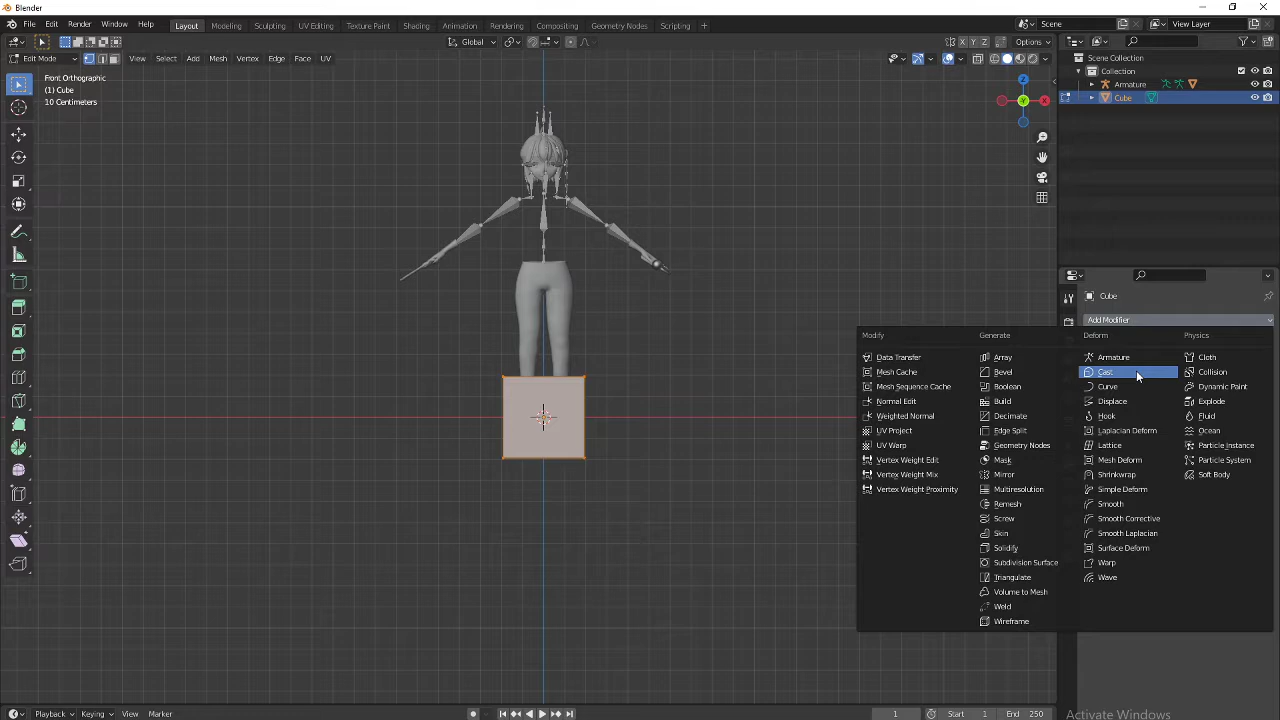 Blender
File Edit Render Window Help Layout Modeling Sculpting UV Editing Texture Paint Shading Animation Rendering Compositing Geometry Nodes Scripting + Scene View Layer
Global X Y Z Options
Edit Mode View Select Add Mesh Vertex Edge Face UV
Scene Collection
Collection
Armature
Cube
Front Orthographic
(1) Cube
10 Centimeters
Z
Y
X
Cube
Add Modifier
Modify Generate Deform Physics
Data Transfer Array Armature Cloth
Mesh Cache Bevel Cast Collision
Mesh Sequence Cache Boolean Curve Dynamic Paint
Normal Edit Build Displace Explode
Weighted Normal Decimate Hook Fluid
UV Project Edge Split Laplacian Deform Ocean
UV Warp Geometry Nodes Lattice Particle Instance
Vertex Weight Edit Mask Mesh Deform Particle System
Vertex Weight Mix Mirror Shrinkwrap Soft Body
Vertex Weight Proximity Multiresolution Simple Deform
Remesh Smooth
Screw Smooth Corrective
Skin Smooth Laplacian
Solidify Surface Deform
Subdivision Surface Warp
Triangulate Wave
Volume to Mesh
Weld
Wireframe
Playback Keying View Marker 1 Start 1 End 250
Activate Windows